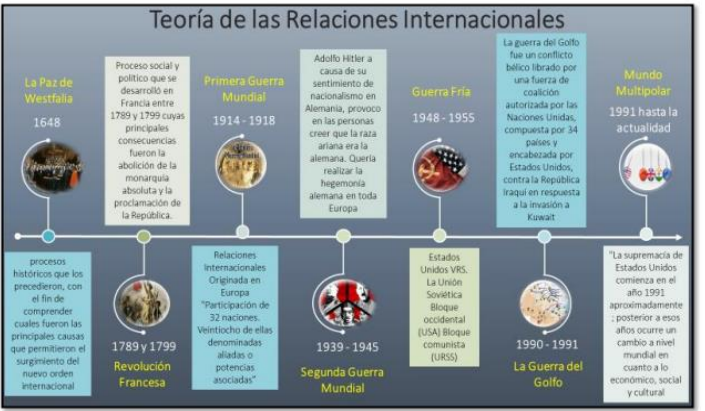 Teoría de las Relaciones Internacionales
La Paz de
Westfalia
1648
procesos
históricos que los
precedieron, con
el fin de
comprender
cuales fueron las
principales causas
que permitieron el
surgimiento del
nuevo orden
internacional
Proceso social y
político que se
desarrolló en
Francia entre
1789 y 1799 cuyas
principales
consecuencias
fueron la
abolición de la
monarquía
absoluta y la
proclamación de
la República.
1789 y 1799
Revolución
Francesa
Primera Guerra
Mundial
1914 - 1918
Relaciones
Internacionales
Originada en
Europa
"Participación de
32 naciones.
Veintiocho de ellas
denominadas
aliadas o
potencias
asociadas"
Adolfo Hitler a
causa de su
sentimiento de
nacionalismo en
Alemania, provoco
en las personas
creer que la raza
ariana era la
alemana. Quería
realizar la
hegemonía
alemana en toda
Europa
1939 - 1945
Segunda Guerra
Mundial
Guerra Fría
1948 - 1955
Estados
Unidos VRS.
La Unión
Soviética
Bloque
occidental
(USA) Bloque
comunista
(URSS)
La guerra del Golfo
fue un conflicto
bélico librado por
una fuerza de
coalición
autorizada por las
Naciones Unidas,
compuesta por 34
países y
encabezada por
Estados Unidos,
contra la República
Iraquí en respuesta
a la invasión a
Kuwait
1990 - 1991
La Guerra del
Golfo
Mundo
Multipolar
1991 hasta la
actualidad
"La supremacía de
Estados Unidos
comienza en el
año 1991
aproximadamente
; posterior a esos
años ocurre un
cambio a nivel
mundial en
cuanto a lo
económico, social
y cultural